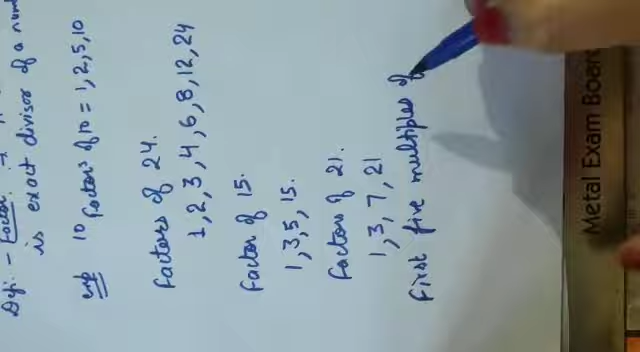 Def: - Factor: →
is exact divisor of a num
exp 10 factors of 10 = 1, 2, 5, 10
Factors of 24.
1, 2, 3, 4, 6, 8, 12, 24
Factor of 15.
1, 3, 5, 15.
Factors of 21.
1, 3, 7, 21
First five multiples of
Metal Exam Board